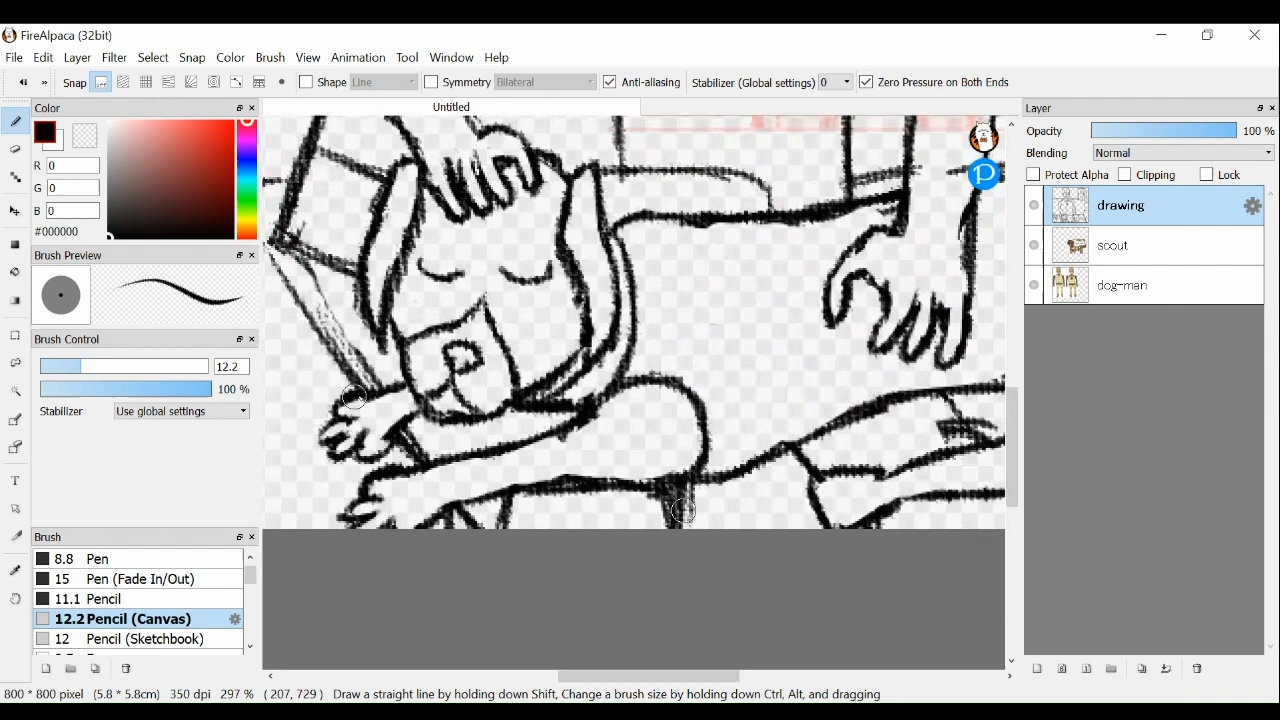 FireAlpaca (32bit)
File Edit Layer Filter Select Snap Color Brush View Animation Tool Window Help
Snap Shape Line Symmetry Bilateral Anti-aliasing Stabilizer (Global settings) 0 Zero Pressure on Both Ends
Color Untitled Layer
Opacity 100 %
Blending Normal
R 0 Protect Alpha Clipping Lock
G 0
B 0 drawing
#000000
Brush Preview scout
dog-man
Brush Control
12.2
100 %
Stabilizer Use global settings
Brush
8.8 Pen
15 Pen (Fade In/Out)
11.1 Pencil
12.2 Pencil (Canvas)
12 Pencil (Sketchbook)
800 * 800 pixel (5.8 * 5.8cm) 350 dpi 297 % ( 207, 729 ) Draw a straight line by holding down Shift, Change a brush size by holding down Ctrl, Alt, and dragging